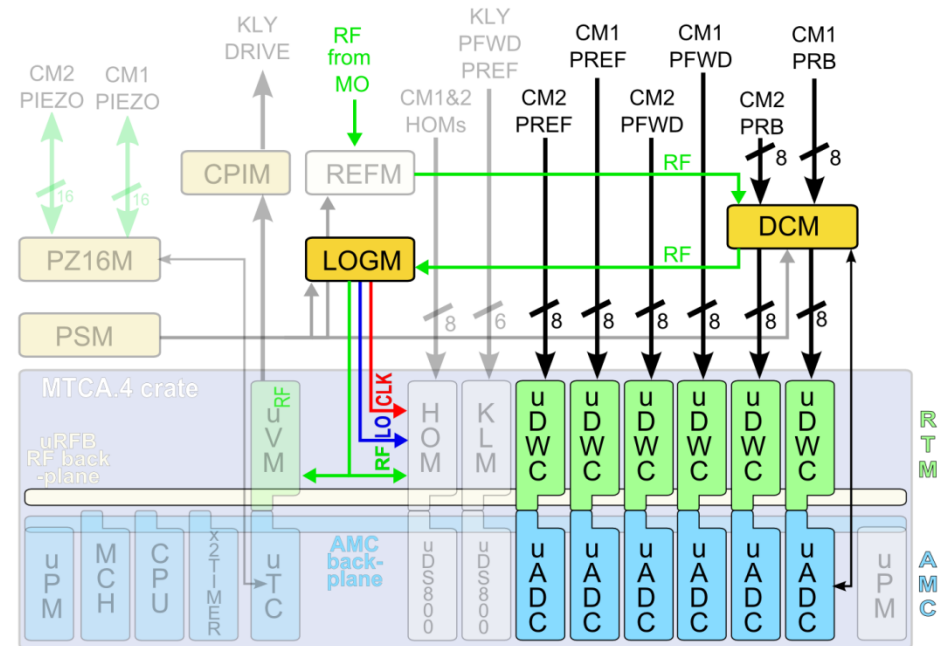 KLY
DRIVE
RF
from
MO
KLY
PFWD
PREF
CM1
PREF
CM1
PFWD
CM1
PRB
CM2
PIEZO
CM1
PIEZO
CM1&2
HOMs
CM2
PREF
CM2
PFWD
CM2
PRB
16
16
8
8
CPIM
REFM
RF
DCM
PZ16M
LOGM
RF
PSM
8
6
8
8
8
8
8
8
MTCA.4 crate
uRFB
RF back
-plane
uVM
RF
RF
LO
CLK
HOM
KLM
uDWC
uDWC
uDWC
uDWC
uDWC
uDWC
RTM
uPM
MCH
CPU
x2TIMER
uTC
AMC
back-
plane
uDS800
uDS800
uADC
uADC
uADC
uADC
uADC
uADC
uPM
AMC